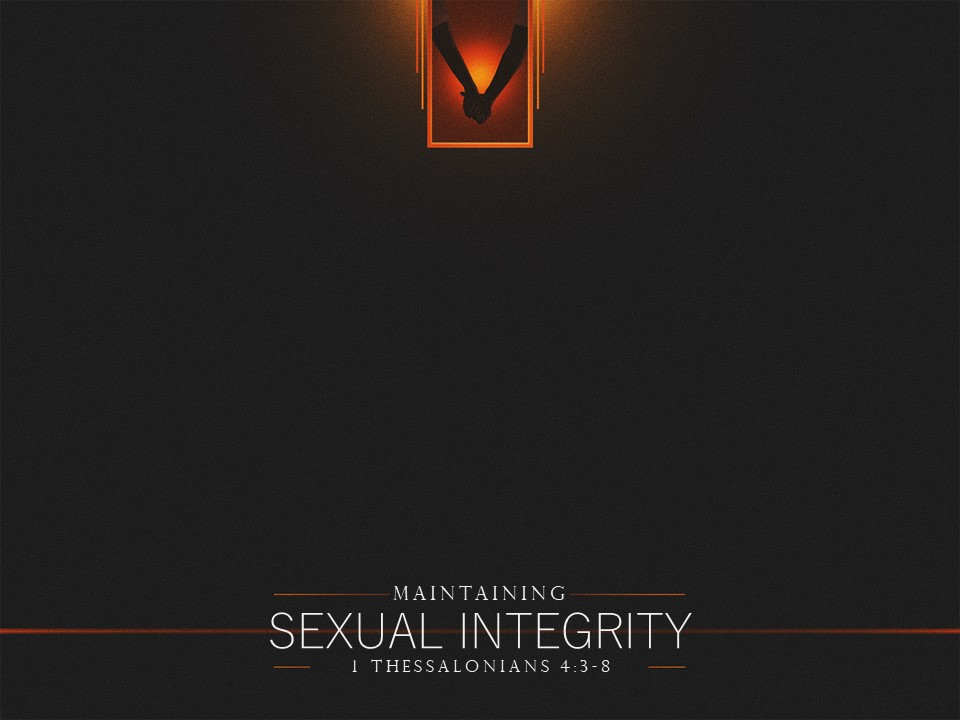 MAINTAINING
SEXUAL INTEGRITY
1 THESSALONIANS 4:3-8